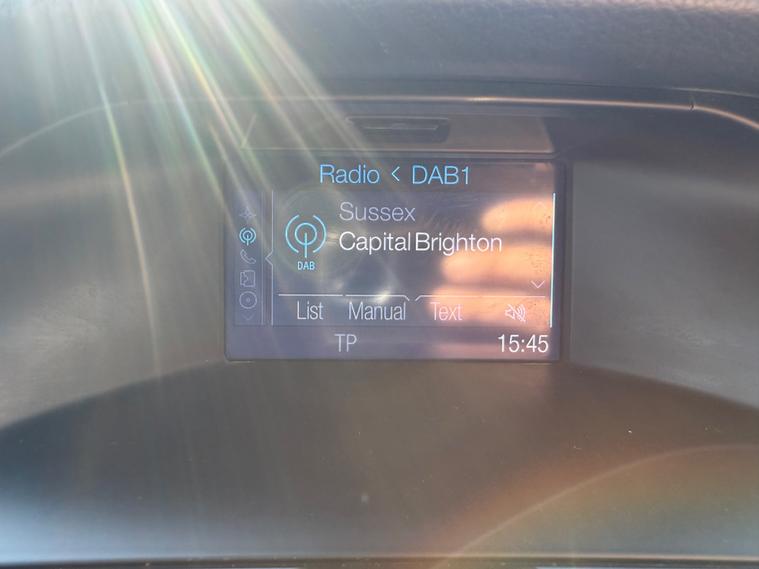 Radio < DAB1
Sussex
Capital Brighton
DAB
List Manual Text
TP 15:45